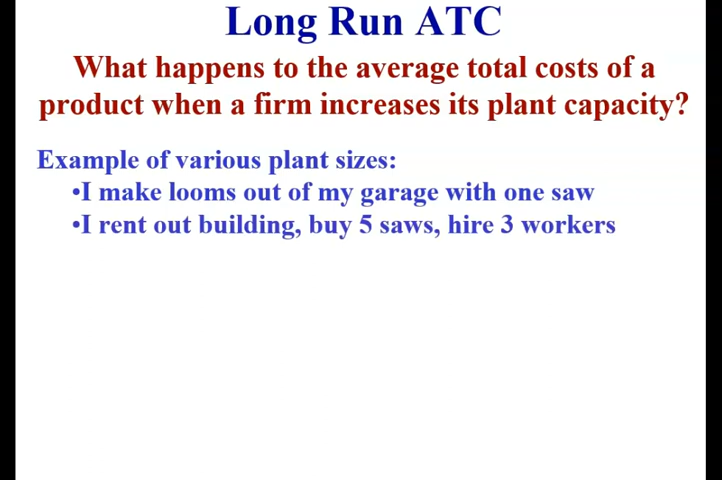 Long Run ATC
What happens to the average total costs of a
product when a firm increases its plant capacity?
Example of various plant sizes:
•I make looms out of my garage with one saw
•I rent out building, buy 5 saws, hire 3 workers